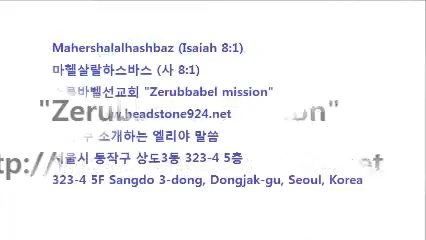 Mahershalalhashbaz (Isaiah 8:1)
마헬살랄하스바스 (사 8:1)
스룹바벨선교회 "Zerubbabel mission"
.headstone924.net
소개하는 엘리야 말씀
서울시 동작구 상도3동 323-4 5층
323-4 5F Sangdo 3-dong, Dongjak-gu, Seoul, Korea